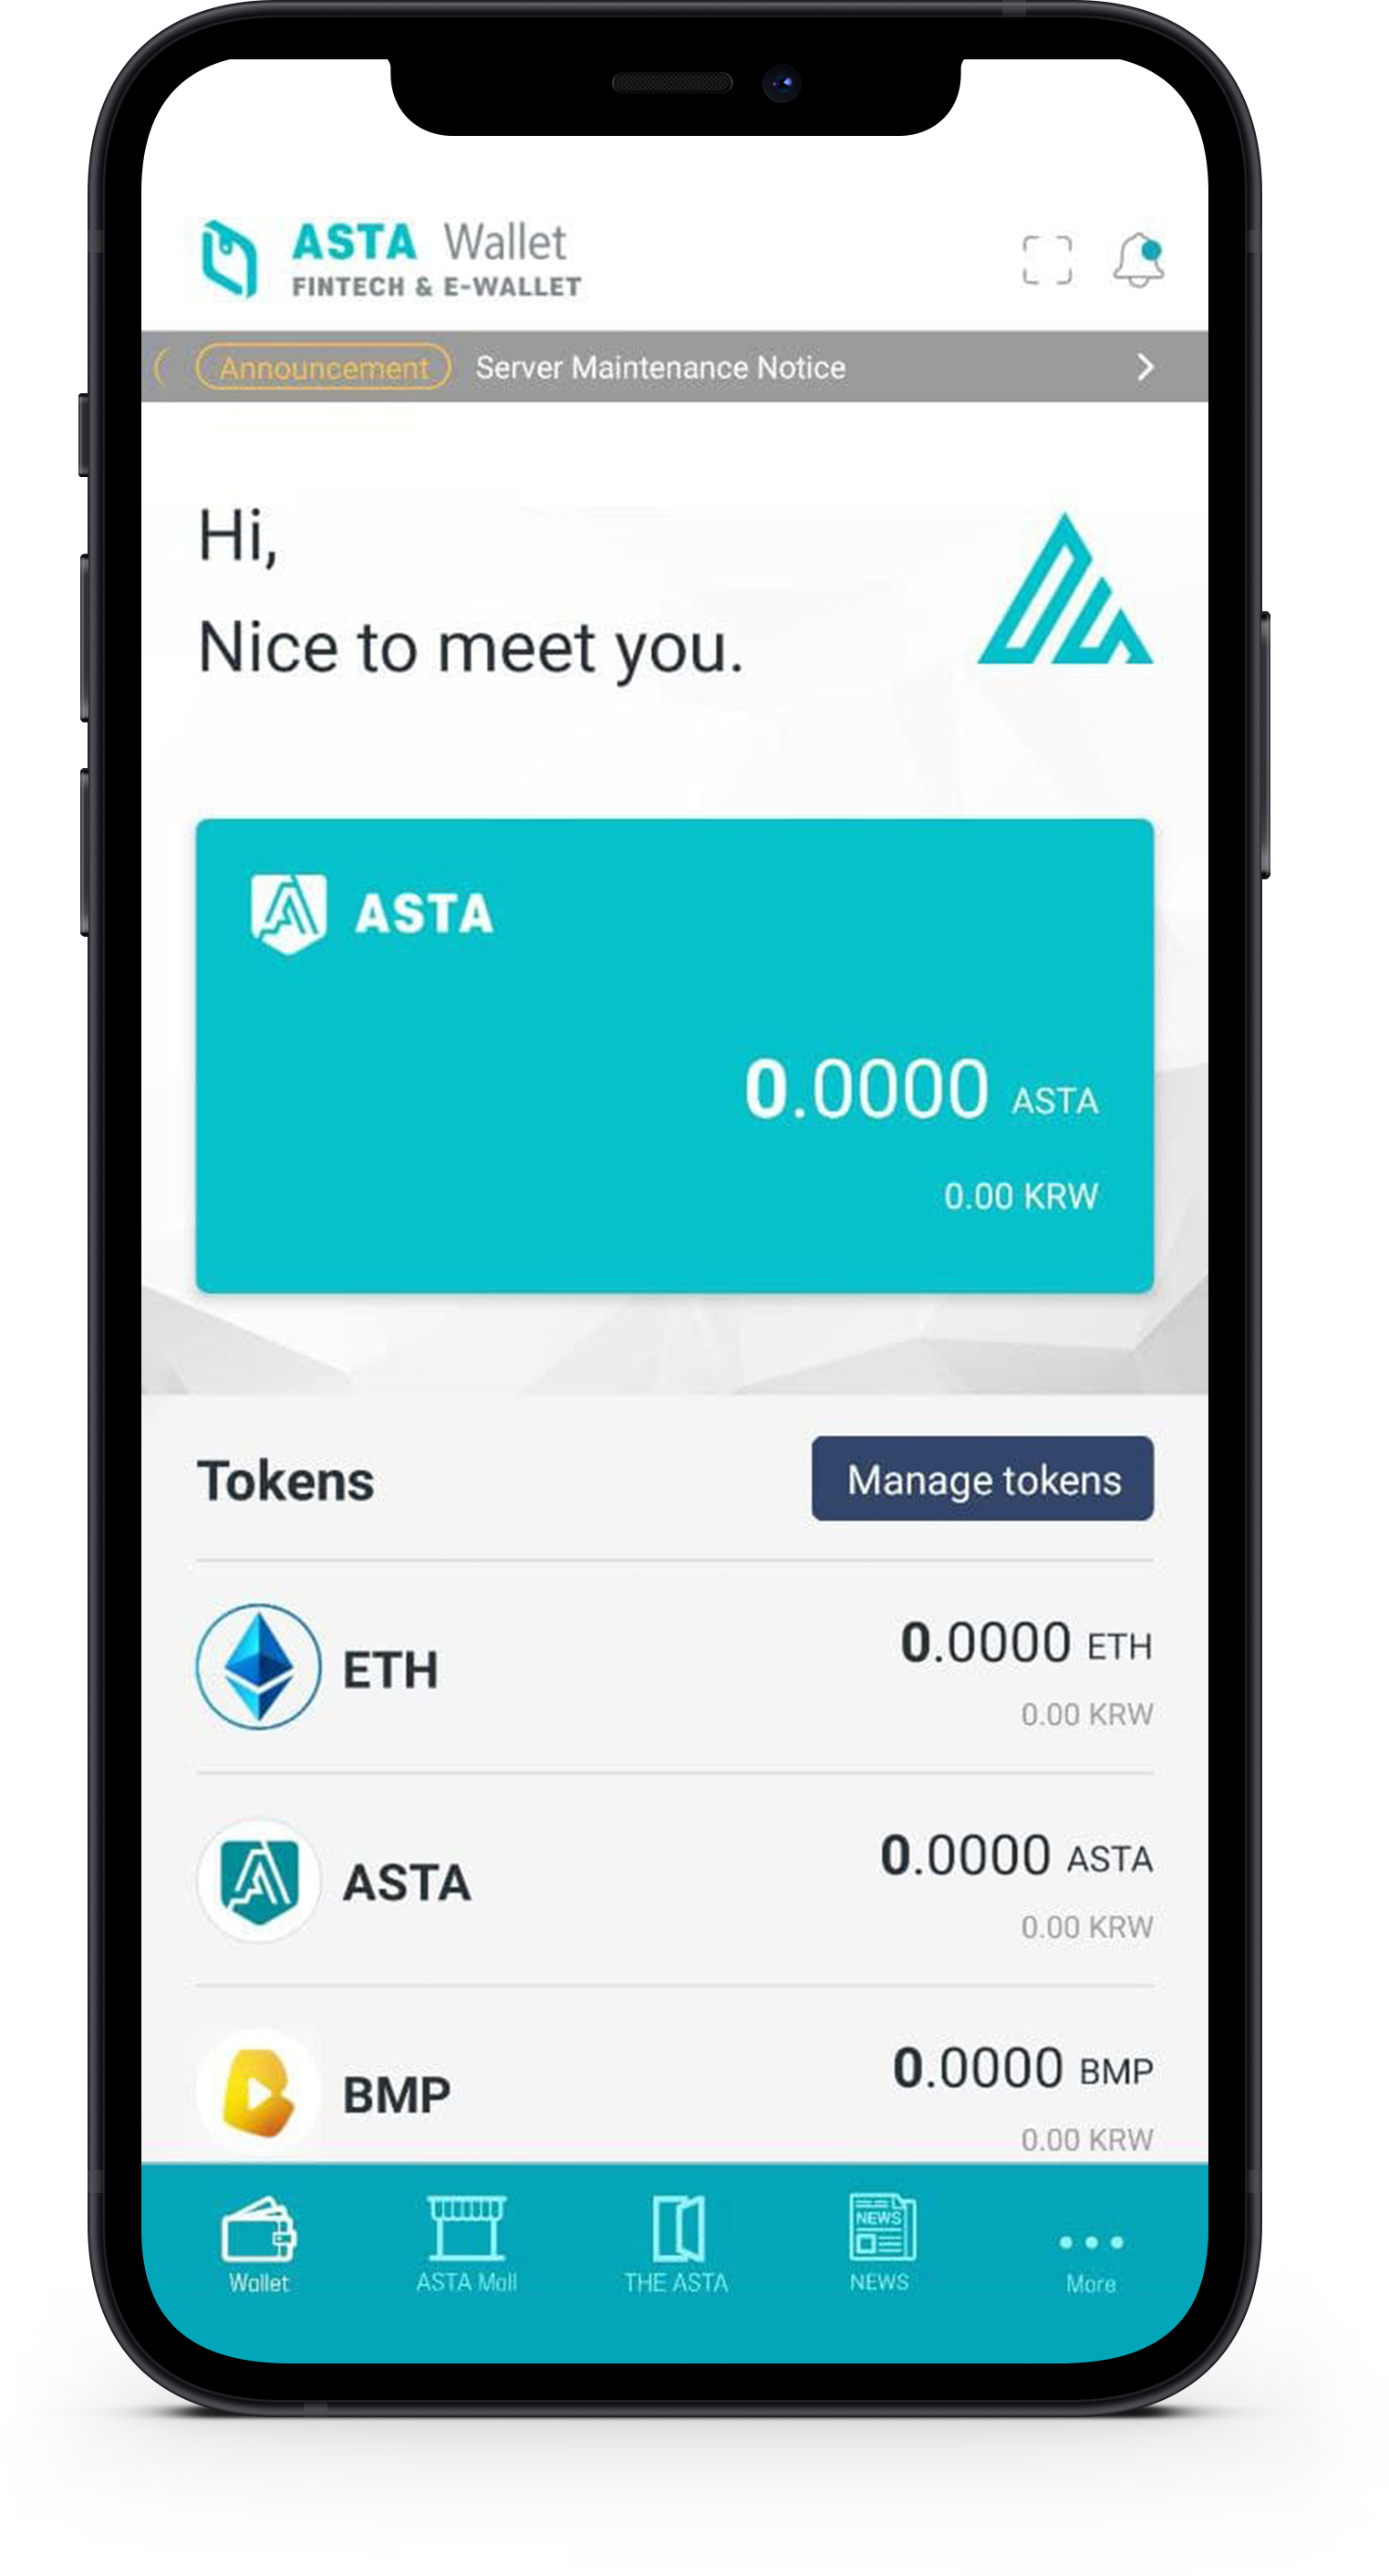 ASTA Wallet
FINTECH & E-WALLET
Announcement Server Maintenance Notice
Hi,
Nice to meet you.
ASTA
0.0000 ASTA
0.00 KRW
Tokens Manage tokens
ETH 0.0000 ETH
0.00 KRW
ASTA 0.0000 ASTA
0.00 KRW
BMP 0.0000 BMP
0.00 KRW
NEWS
Wallet ASTA Mall THE ASTA NEWS More